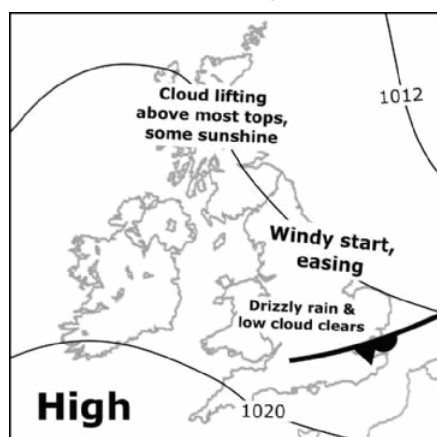 Cloud lifting
above most tops,
some sunshine
1012
Windy start,
easing
Drizzly rain &
low cloud clears
High
1020